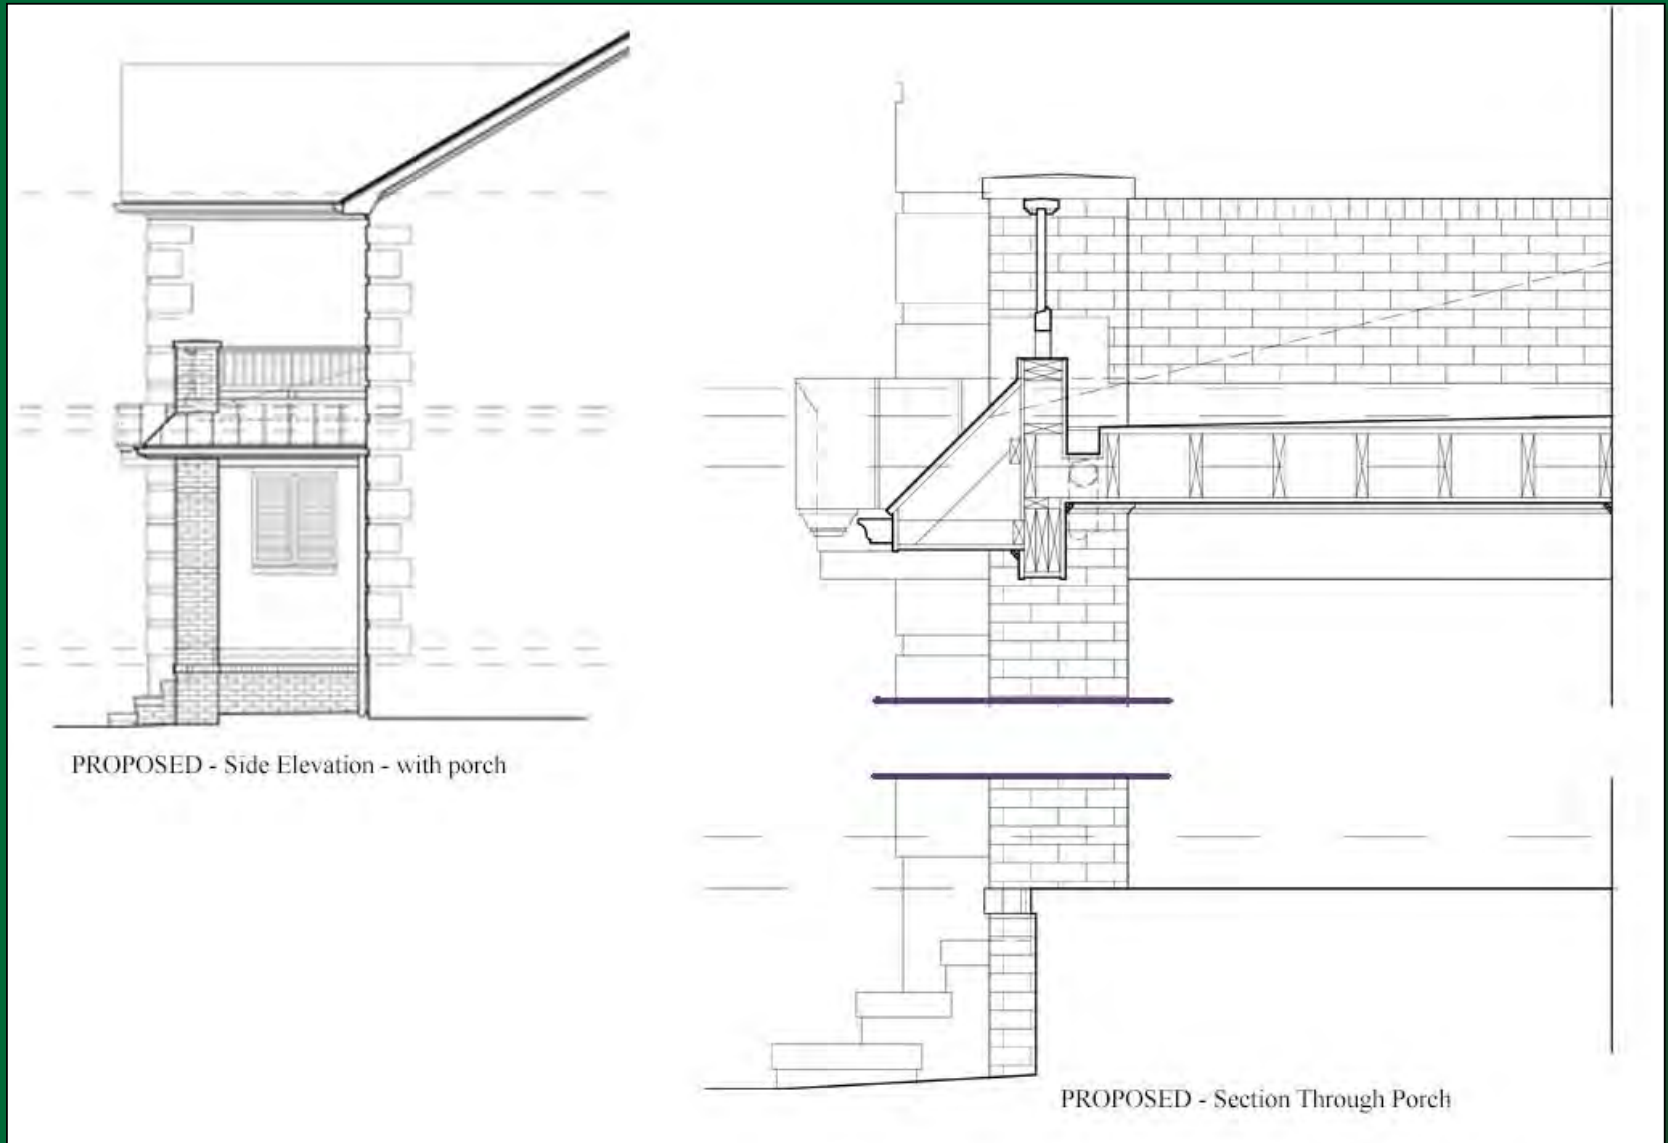 PROPOSED - Side Elevation - with porch
PROPOSED - Section Through Porch